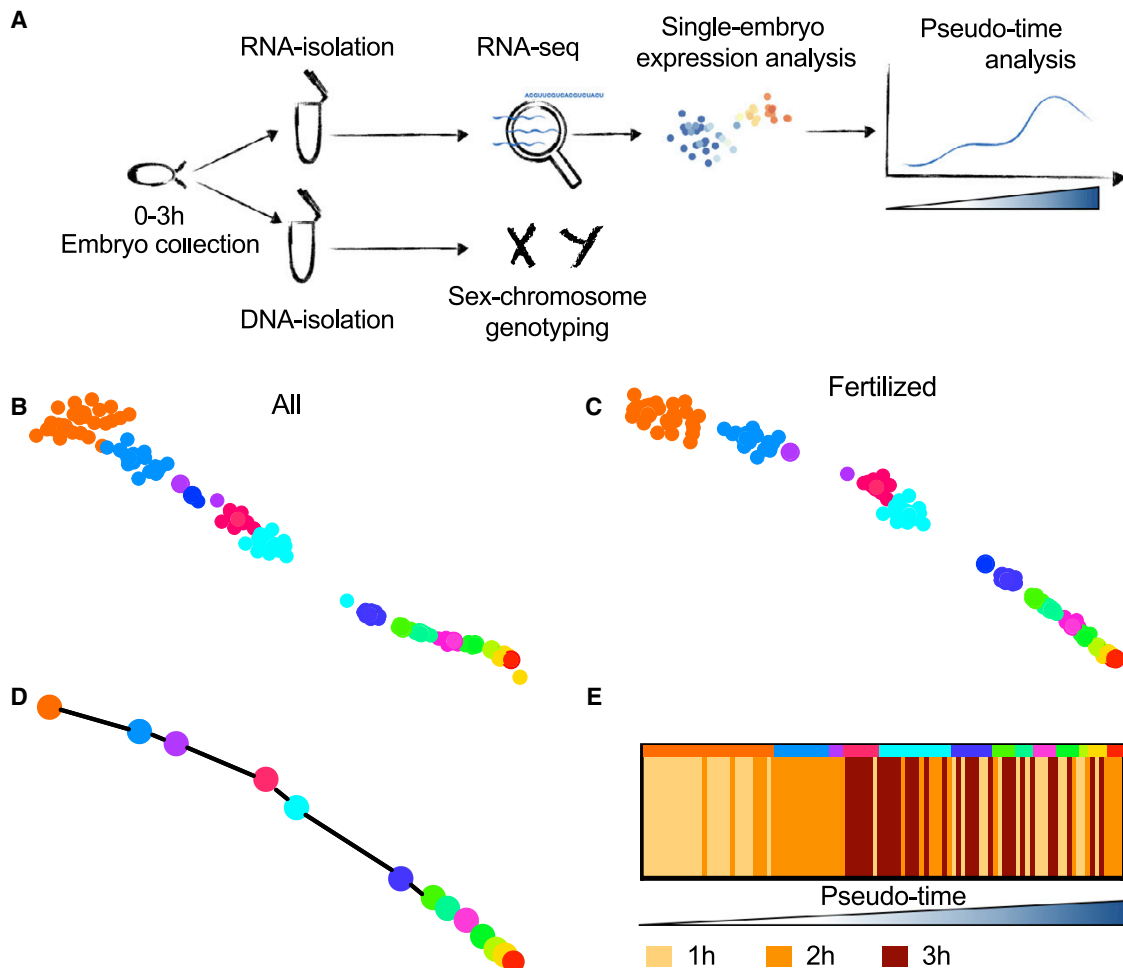 A
RNA-isolation
RNA-seq
Single-embryo
expression analysis
Pseudo-time
analysis
0-3h
Embryo collection
DNA-isolation
X Y
Sex-chromosome
genotyping
B
All
C
Fertilized
D
E
Pseudo-time
1h
2h
3h